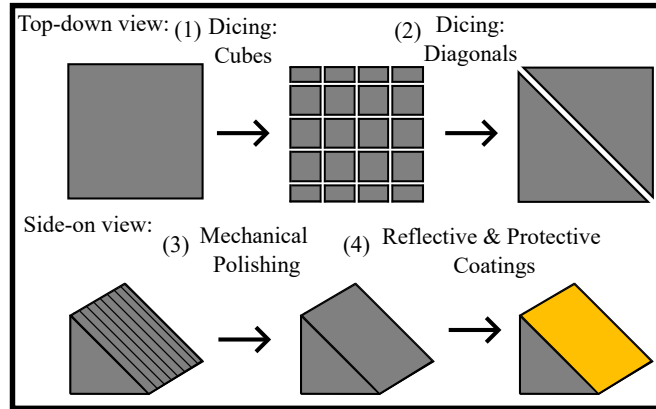 Top-down view: (1) Dicing: Cubes (2) Dicing: Diagonals
Side-on view: (3) Mechanical Polishing (4) Reflective & Protective Coatings